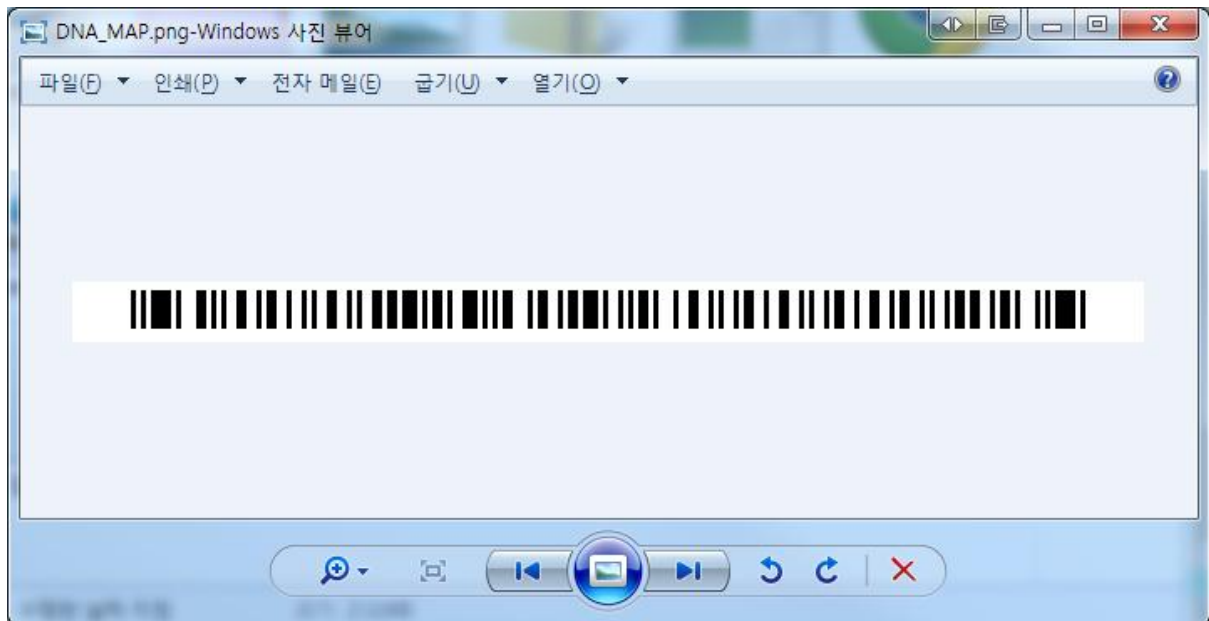 DNA_MAP.png-Windows 사진 뷰어
파일(F) 인쇄(P) 전자 메일(E) 굽기(U) 열기(O)